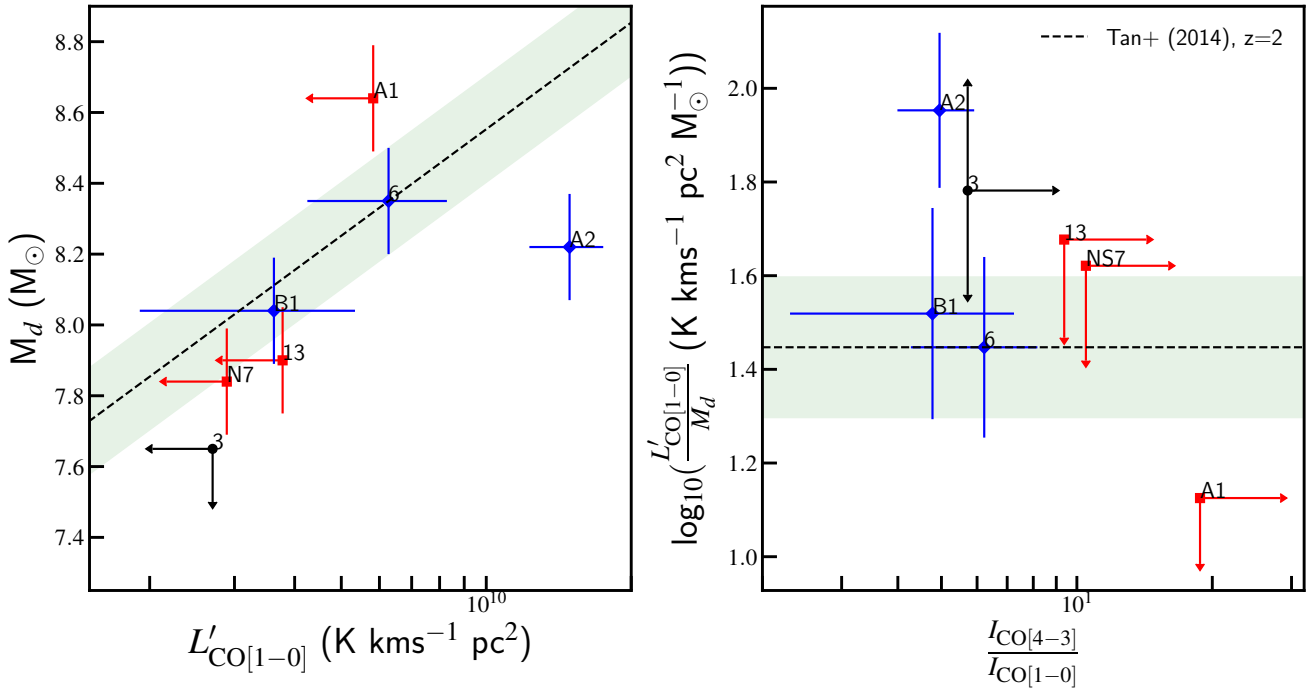 8.8
8.6
8.4
8.2
8.0
7.8
7.6
7.4
M_d (M_⊙)
A1
6
A2
B1
13
N7
3
10^10
L′_CO[1−0] (K kms^−1 pc^2)
Tan+ (2014), z=2
2.0
1.8
1.6
1.4
1.2
1.0
log_10(L′_CO[1−0]/M_d (K kms^−1 pc^2 M_⊙^−1))
A2
3
13
NS7
B1
6
A1
10^1
I_CO[4−3]
I_CO[1−0]